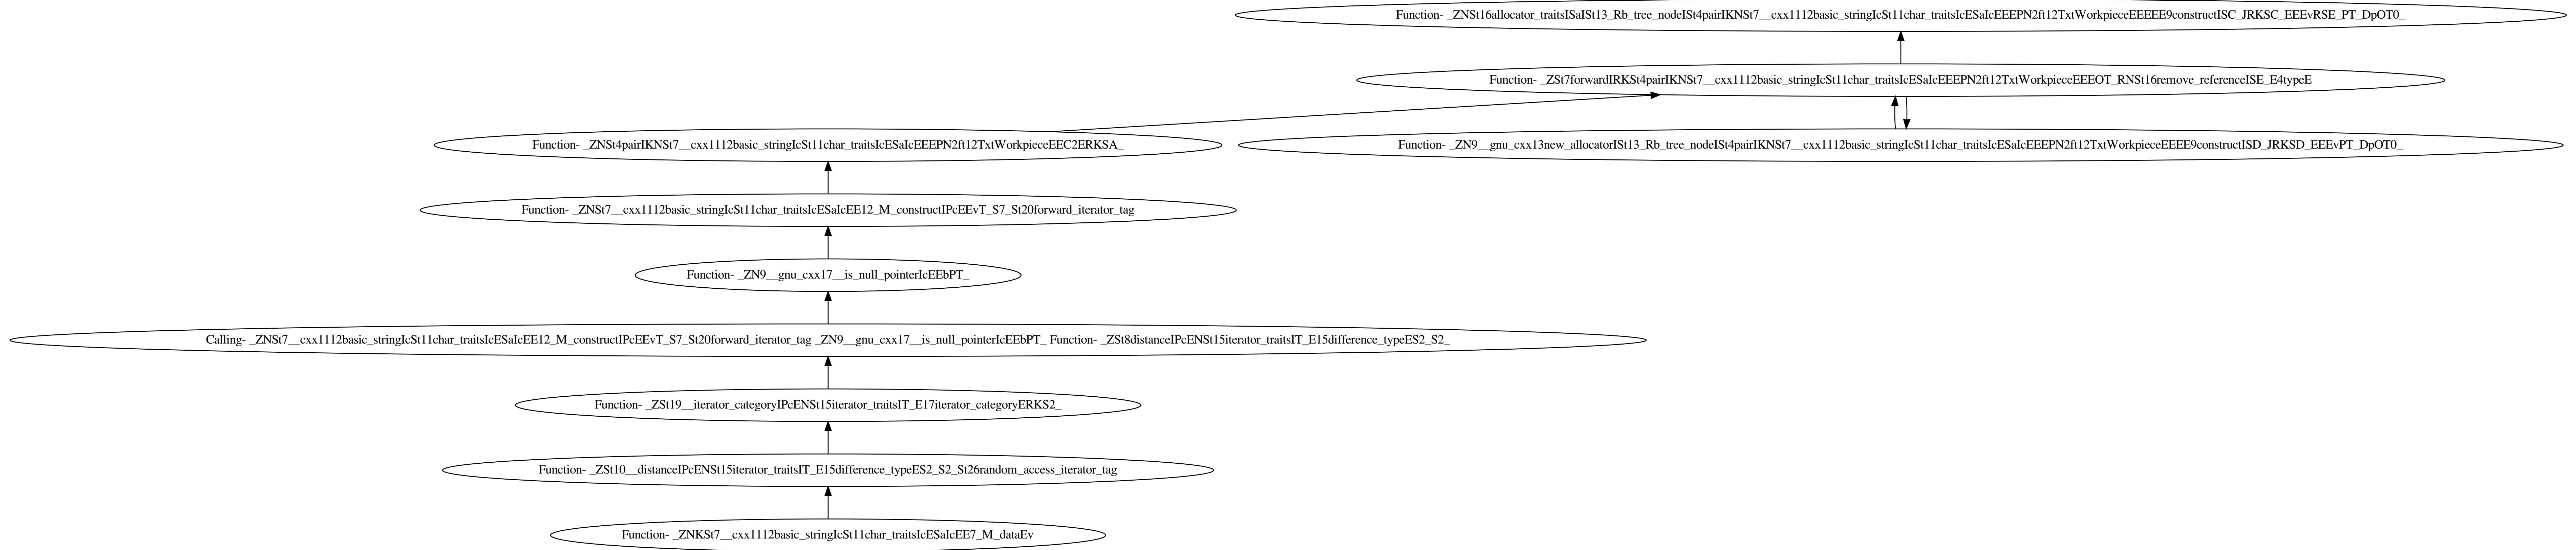 Function- _ZNSt16allocator_traitsISaISt13_Rb_tree_nodeISt4pairIKNSt7__cxx1112basic_stringIcSt11char_traitsIcESaIcEEEPN2ft12TxtWorkpieceEEEEE9constructISC_JRKSC_EEEvRSE_PT_DpOT0_
Function- _ZSt7forwardIRKSt4pairIKNSt7__cxx1112basic_stringIcSt11char_traitsIcESaIcEEEPN2ft12TxtWorkpieceEEEOT_RNSt16remove_referenceISE_E4typeE
Function- _ZNSt4pairIKNSt7__cxx1112basic_stringIcSt11char_traitsIcESaIcEEEPN2ft12TxtWorkpieceEEC2ERKSA_
Function- _ZN9__gnu_cxx13new_allocatorISt13_Rb_tree_nodeISt4pairIKNSt7__cxx1112basic_stringIcSt11char_traitsIcESaIcEEEPN2ft12TxtWorkpieceEEEE9constructISD_JRKSD_EEEvPT_DpOT0_
Function- _ZNSt7__cxx1112basic_stringIcSt11char_traitsIcESaIcEE12_M_constructIPcEEvT_S7_St20forward_iterator_tag
Function- _ZN9__gnu_cxx17__is_null_pointerIcEEbPT_
Calling- _ZNSt7__cxx1112basic_stringIcSt11char_traitsIcESaIcEE12_M_constructIPcEEvT_S7_St20forward_iterator_tag _ZN9__gnu_cxx17__is_null_pointerIcEEbPT_ Function- _ZSt8distanceIPcENSt15iterator_traitsIT_E15difference_typeES2_S2_
Function- _ZSt19__iterator_categoryIPcENSt15iterator_traitsIT_E17iterator_categoryERKS2_
Function- _ZSt10__distanceIPcENSt15iterator_traitsIT_E15difference_typeES2_S2_St26random_access_iterator_tag
Function- _ZNKSt7__cxx1112basic_stringIcSt11char_traitsIcESaIcEE7_M_dataEv